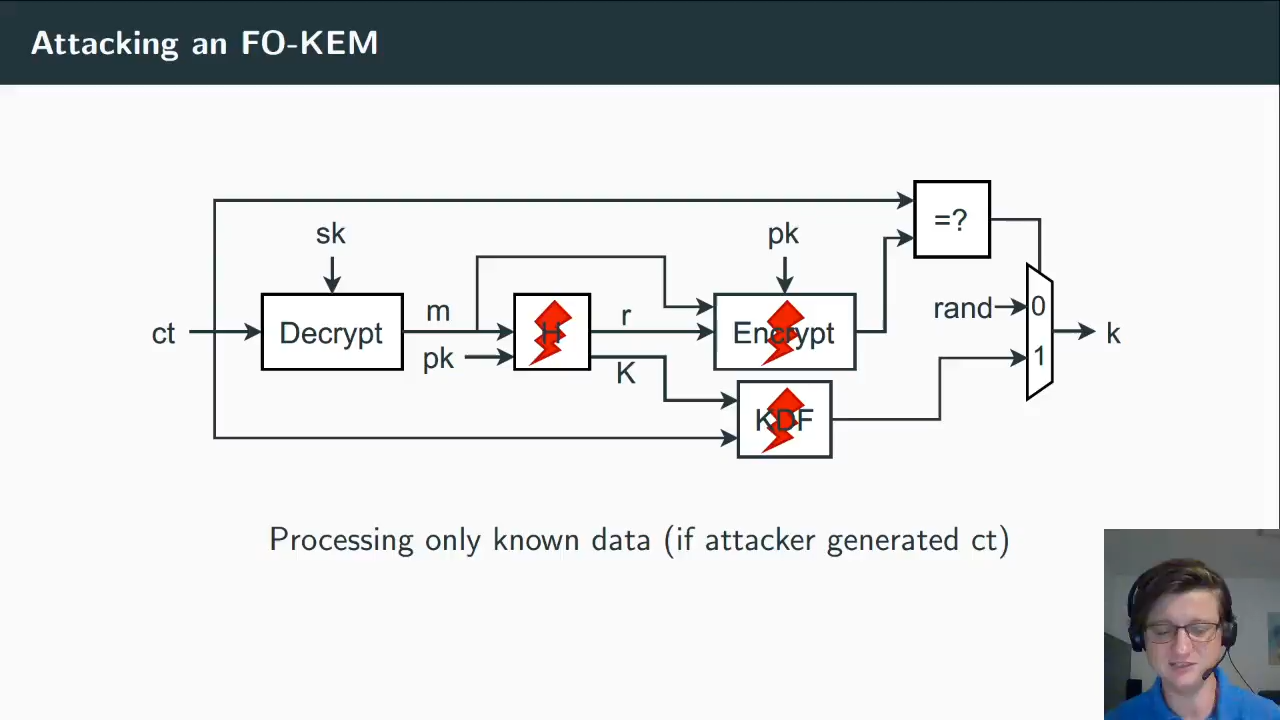 Attacking an FO-KEM
=?
sk
pk
rand
0
ct
Decrypt
m
pk
H
r
K
Encrypt
1
k
KDF
Processing only known data (if attacker generated ct)